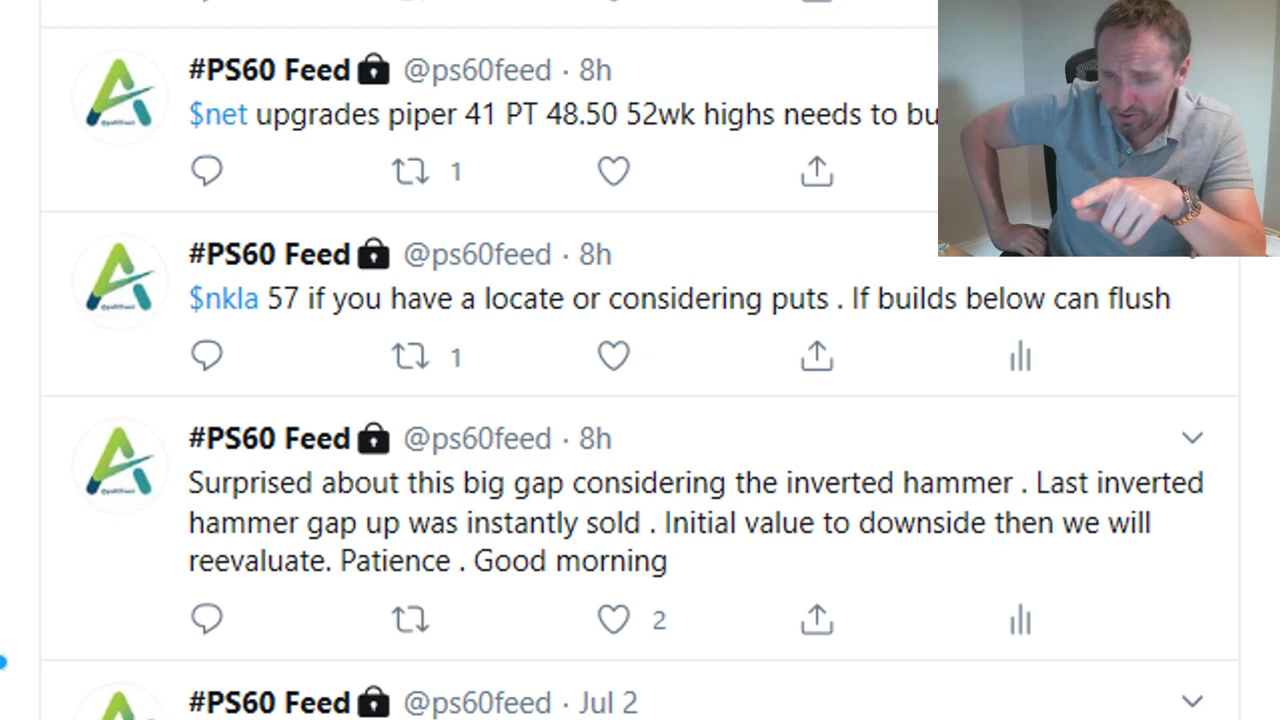 #PS60 Feed @ps60feed · 8h
$net upgrades piper 41 PT 48.50 52wk highs needs to
1
#PS60 Feed @ps60feed · 8h
$nkla 57 if you have a locate or considering puts . If builds below can flush
1
#PS60 Feed @ps60feed · 8h
Surprised about this big gap considering the inverted hammer . Last inverted
hammer gap up was instantly sold . Initial value to downside then we will
reevaluate. Patience . Good morning
2
#PS60 Feed @ps60feed · Jul 2